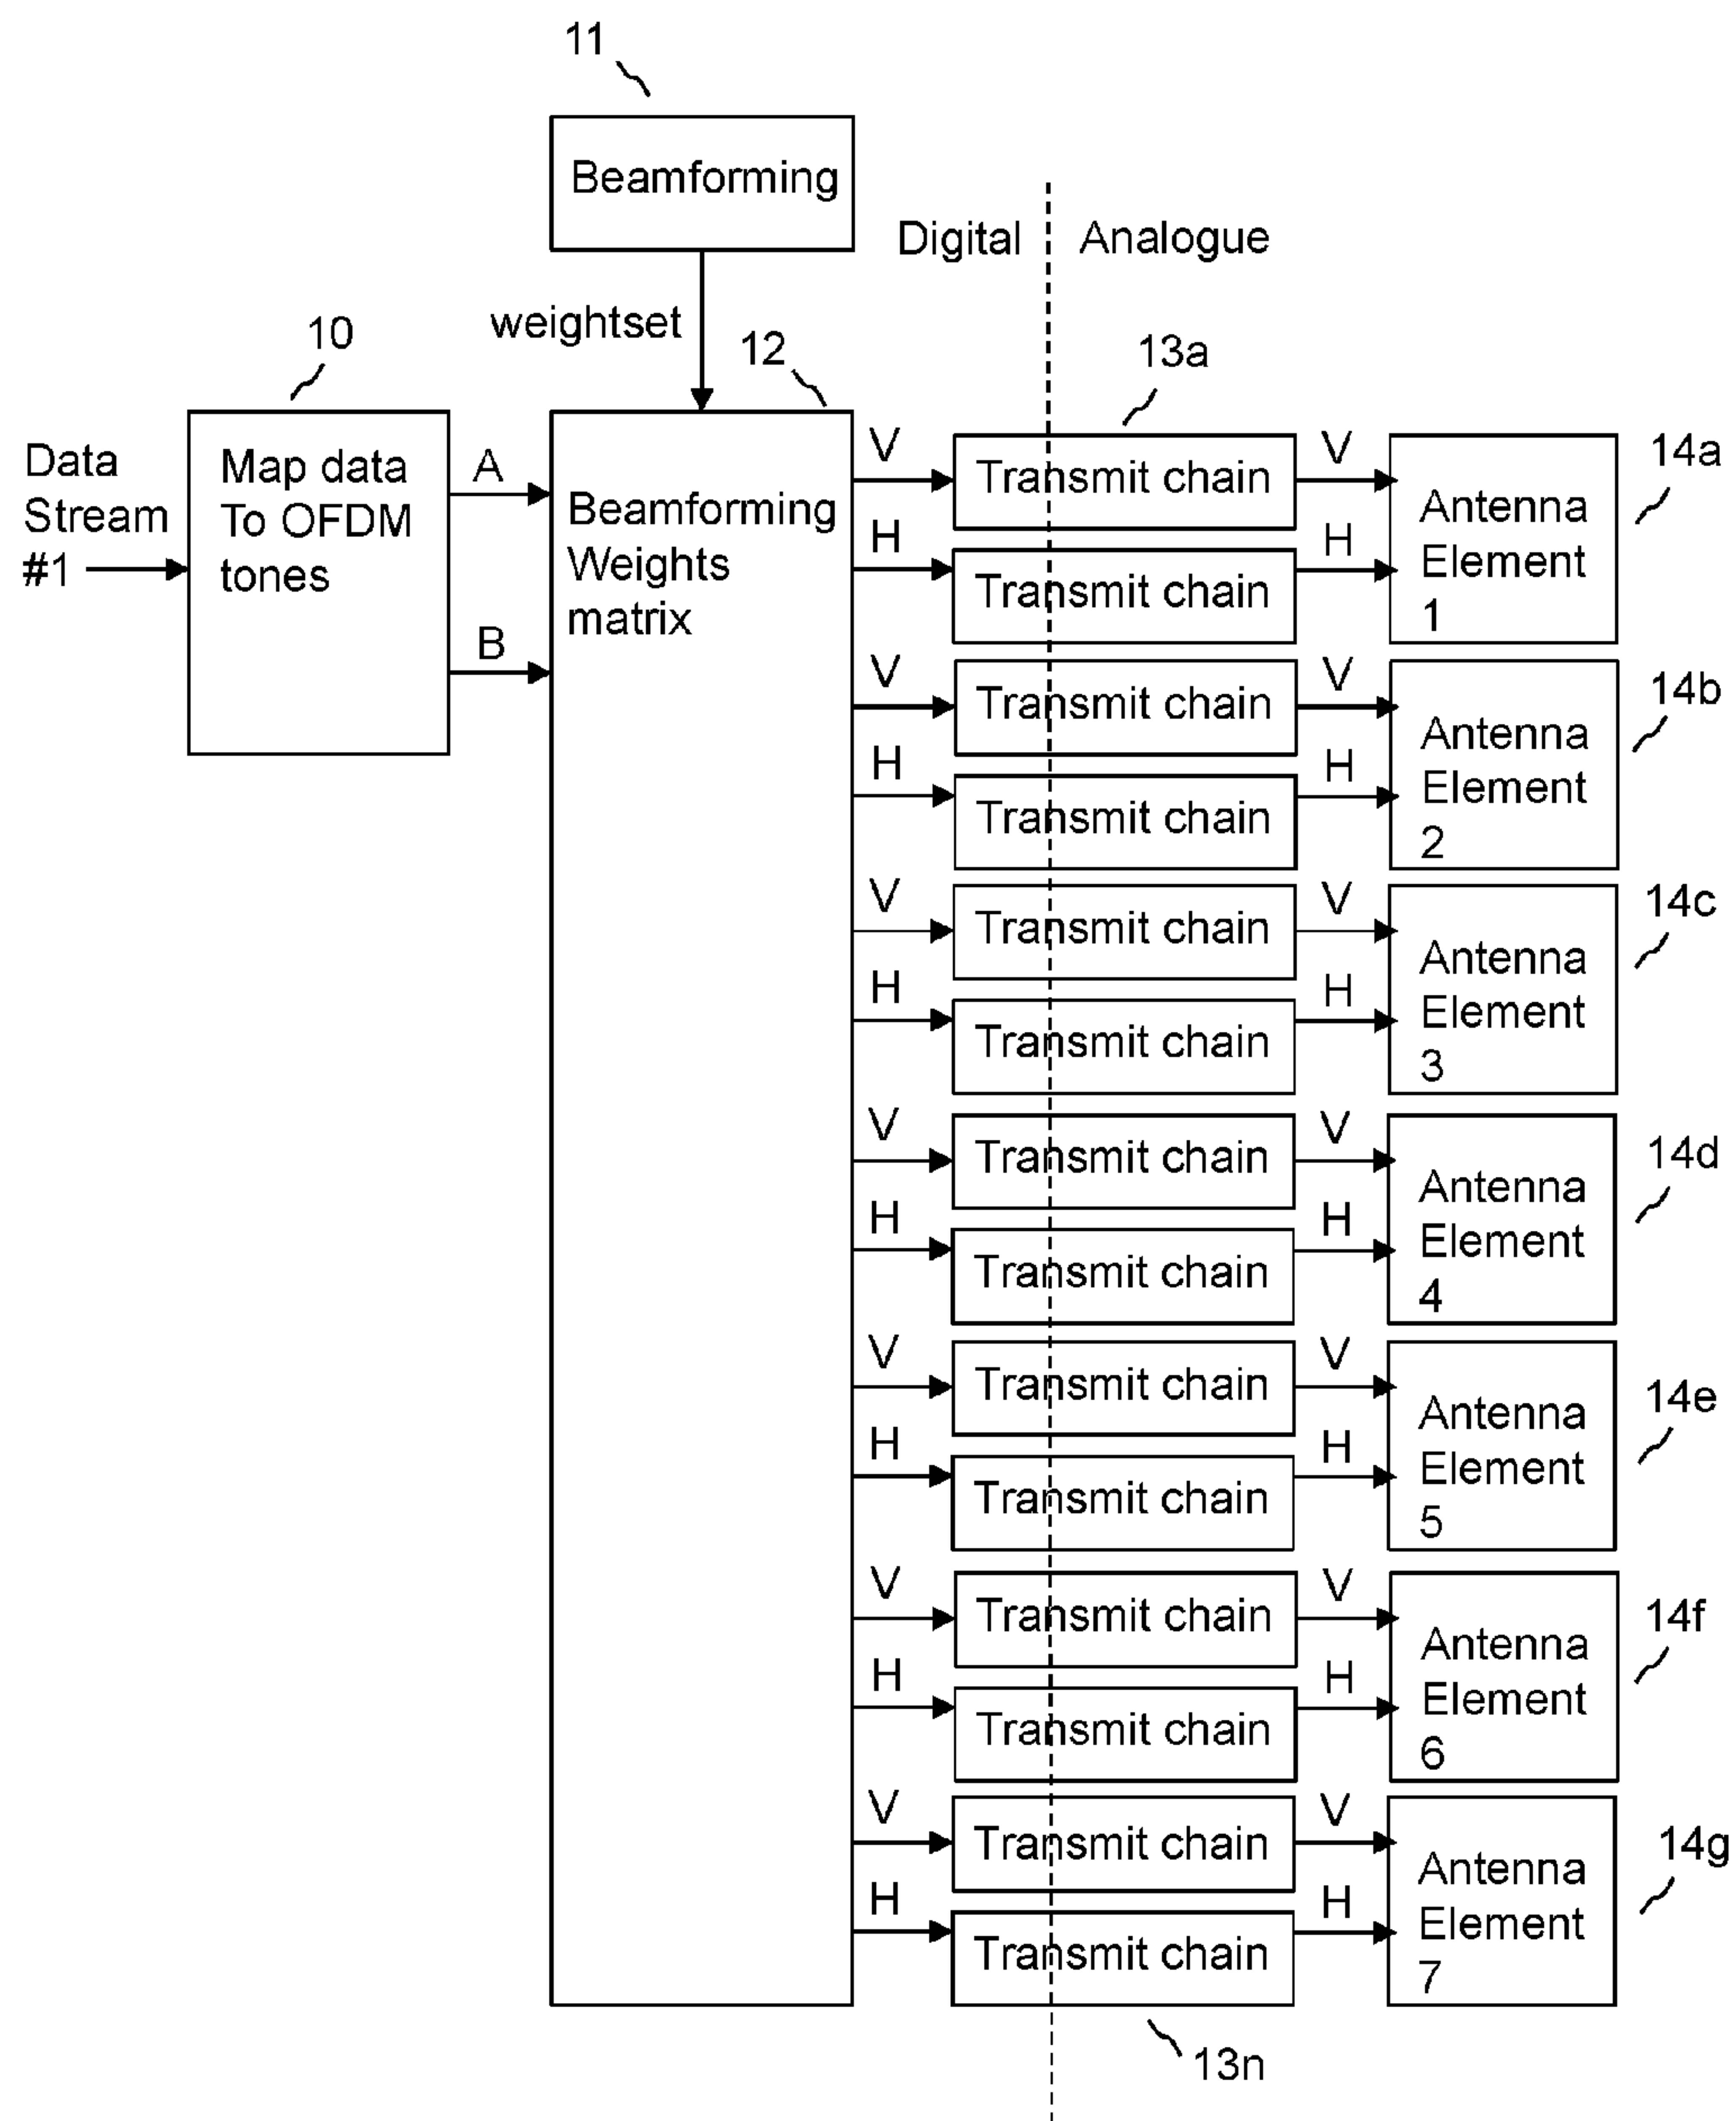 11
Beamforming
Digital
Analogue
weightset
10
12
13a
Data
Stream
#1
Map data
To OFDM
tones
A
B
Beamforming
Weights
matrix
V
Transmit chain
V
H
Transmit chain
H
Antenna
Element
1
14a
V
Transmit chain
V
H
Transmit chain
H
Antenna
Element
2
14b
V
Transmit chain
V
H
Transmit chain
H
Antenna
Element
3
14c
V
Transmit chain
V
H
Transmit chain
H
Antenna
Element
4
14d
V
Transmit chain
V
H
Transmit chain
H
Antenna
Element
5
14e
V
Transmit chain
V
H
Transmit chain
H
Antenna
Element
6
14f
V
Transmit chain
V
H
Transmit chain
H
Antenna
Element
7
14g
13n